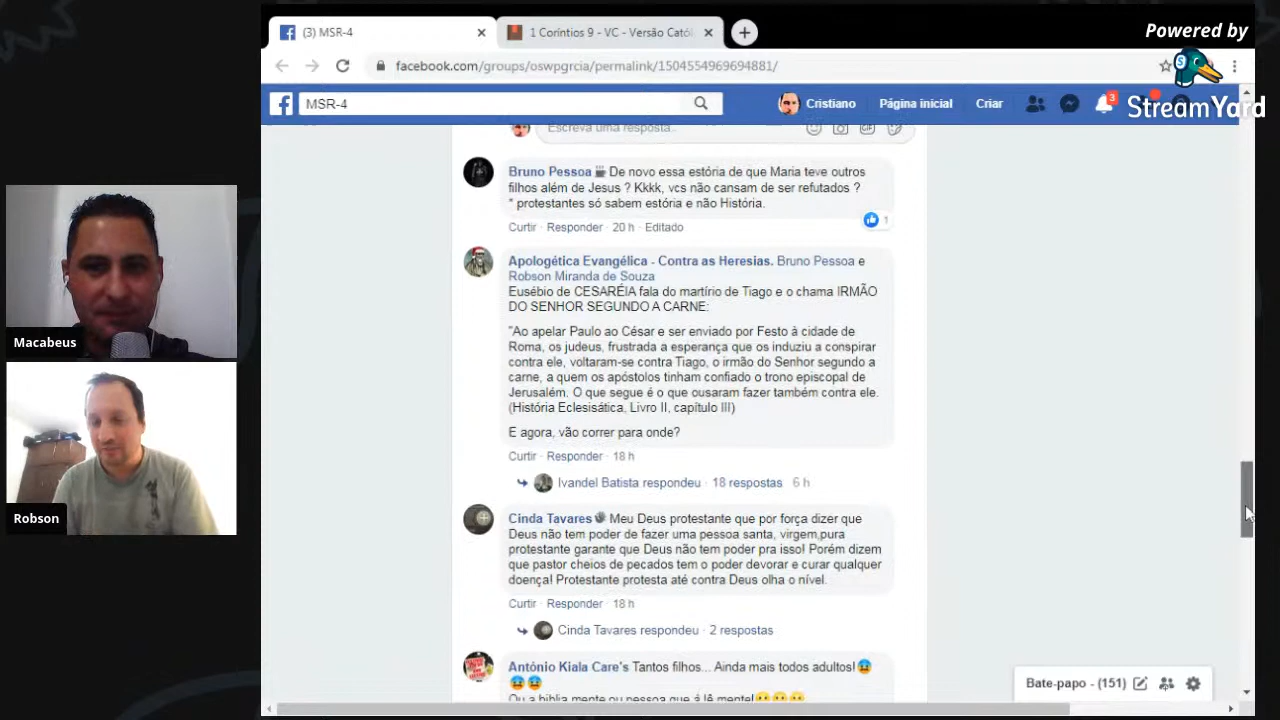 (3) MSR-4
1 Coríntios 9 - VC - Versão Catól
Powered by
facebook.com/groups/oswpgrcia/permalink/1504554969694881/
StreamYard
MSR-4
Cristiano
Página inicial
Criar
3
Escreva uma resposta..
Bruno Pessoa De novo essa estória de que Maria teve outros
filhos além de Jesus ? Kkkk, vcs não cansam de ser refutados ?
* protestantes só sabem estória e não História.
1
Curtir · Responder · 20 h · Editado
Apologética Evangélica - Contra as Heresias. Bruno Pessoa e
Robson Miranda de Souza
Eusébio de CESARÉIA fala do martírio de Tiago e o chama IRMÃO
DO SENHOR SEGUNDO A CARNE:
"Ao apelar Paulo ao César e ser enviado por Festo à cidade de
Roma, os judeus, frustrada a esperança que os induziu a conspirar
contra ele, voltaram-se contra Tiago, o irmão do Senhor segundo a
carne, a quem os apóstolos tinham confiado o trono episcopal de
Jerusalém. O que segue é o que ousaram fazer também contra ele.
(História Eclesisática, Livro II, capítulo III)
E agora, vão correr para onde?
Curtir · Responder · 18 h
Ivandel Batista respondeu · 18 respostas 6 h
Cinda Tavares Meu Deus protestante que por força dizer que
Deus não tem poder de fazer uma pessoa santa, virgem,pura
protestante garante que Deus não tem poder pra isso! Porém dizem
que pastor cheios de pecados tem o poder devorar e curar qualquer
doença! Protestante protesta até contra Deus olha o nível.
Curtir · Responder · 18 h
Cinda Tavares respondeu · 2 respostas
António Kiala Care's Tantos filhos... Ainda mais todos adultos!
Ou a bíblia mente ou pessoa que á lê mente!
Bate-papo - (151)
Macabeus
Robson